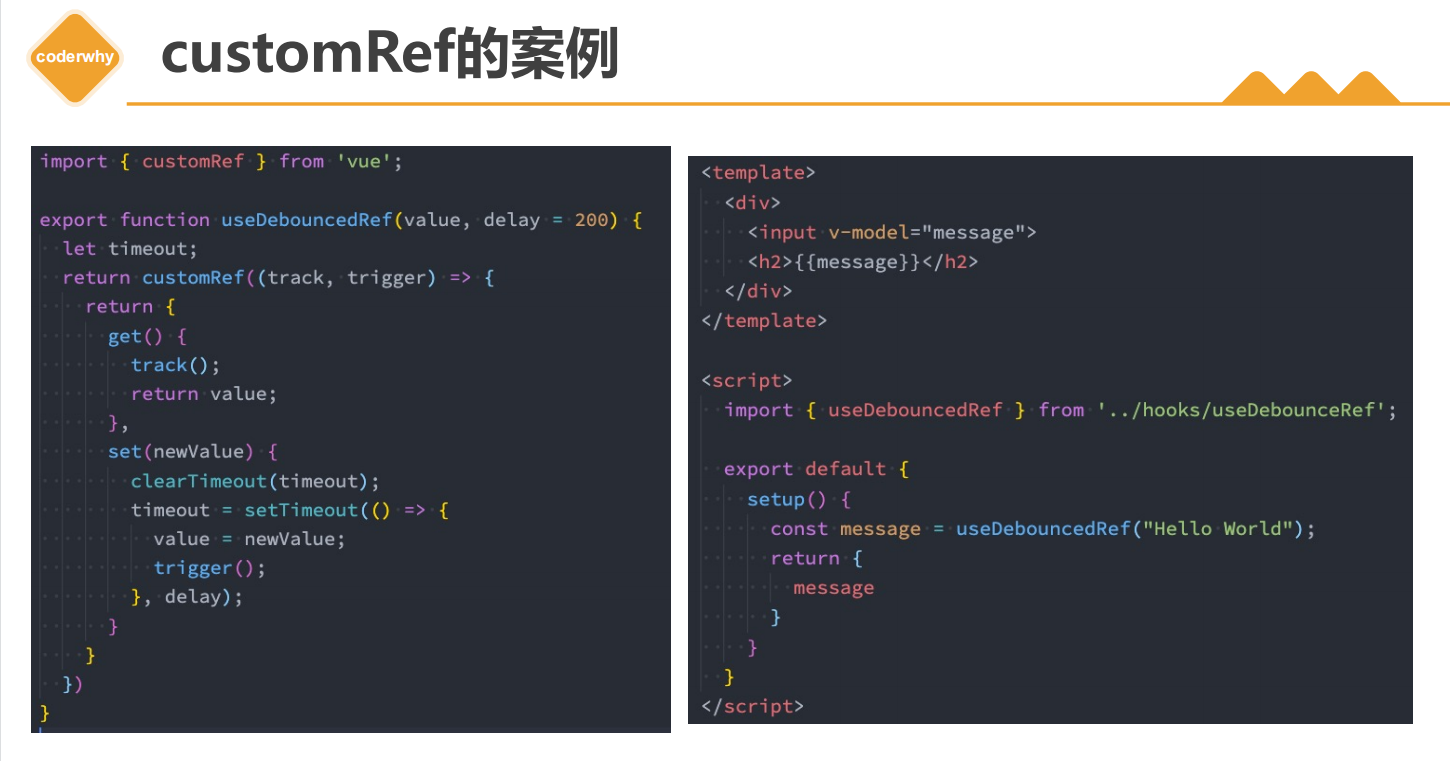 coderwhy
customRef的案例
import { customRef } from 'vue';
export function useDebouncedRef(value, delay = 200) {
let timeout;
return customRef((track, trigger) => {
return {
get() {
track();
return value;
},
set(newValue) {
clearTimeout(timeout);
timeout = setTimeout(() => {
value = newValue;
trigger();
}, delay);
}
}
})
}
<template>
<div>
<input v-model="message">
<h2>{{message}}</h2>
</div>
</template>
<script>
import { useDebouncedRef } from '../hooks/useDebounceRef';
export default {
setup() {
const message = useDebouncedRef("Hello World");
return {
message
}
}
}
</script>